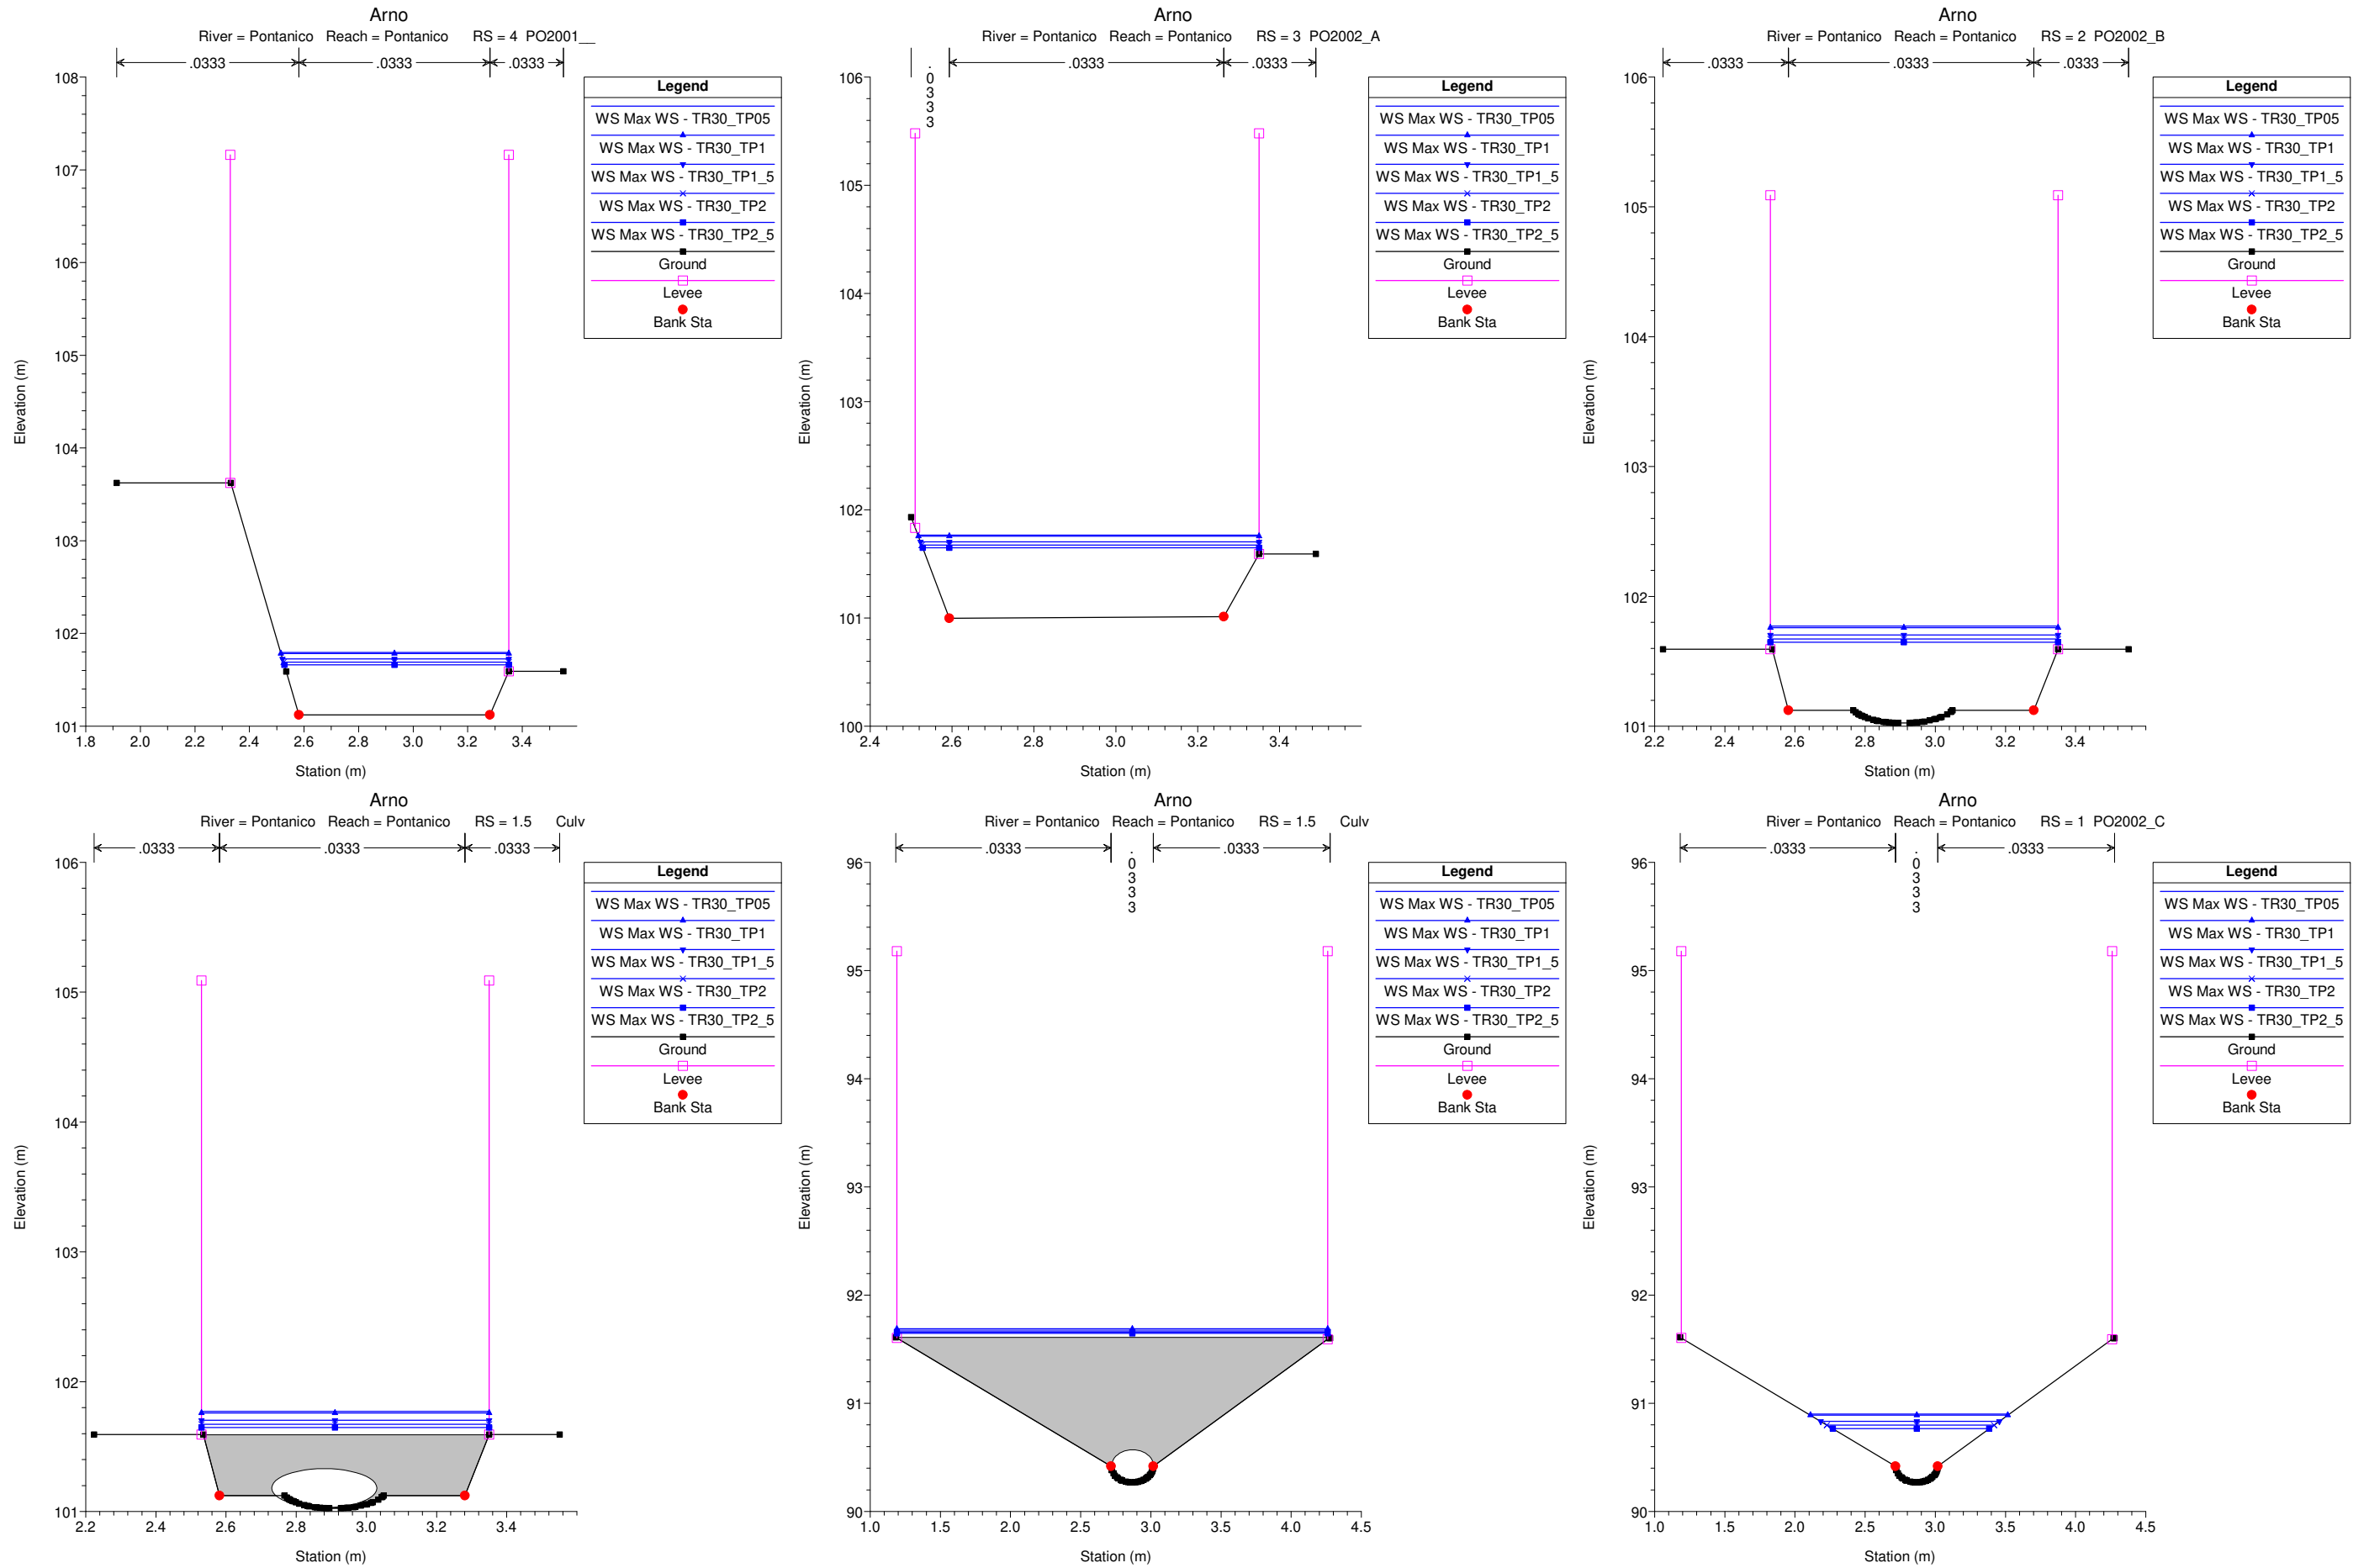 Arno
River = Pontanico Reach = Pontanico RS = 4 PO2001__
.0333 .0333 .0333
108
107
106
105
104
103
102
101
1.8 2.0 2.2 2.4 2.6 2.8 3.0 3.2 3.4
Station (m)
Elevation (m)
Legend
WS Max WS - TR30_TP05
WS Max WS - TR30_TP1
WS Max WS - TR30_TP1_5
WS Max WS - TR30_TP2
WS Max WS - TR30_TP2_5
Ground
Levee
Bank Sta
Arno
River = Pontanico Reach = Pontanico RS = 3 PO2002_A
.0333 .0333 .0333
106
105
104
103
102
101
100
2.4 2.6 2.8 3.0 3.2 3.4
Station (m)
Elevation (m)
Legend
WS Max WS - TR30_TP05
WS Max WS - TR30_TP1
WS Max WS - TR30_TP1_5
WS Max WS - TR30_TP2
WS Max WS - TR30_TP2_5
Ground
Levee
Bank Sta
Arno
River = Pontanico Reach = Pontanico RS = 2 PO2002_B
.0333 .0333 .0333
106
105
104
103
102
101
2.2 2.4 2.6 2.8 3.0 3.2 3.4
Station (m)
Elevation (m)
Legend
WS Max WS - TR30_TP05
WS Max WS - TR30_TP1
WS Max WS - TR30_TP1_5
WS Max WS - TR30_TP2
WS Max WS - TR30_TP2_5
Ground
Levee
Bank Sta
Arno
River = Pontanico Reach = Pontanico RS = 1.5 Culv
.0333 .0333 .0333
106
105
104
103
102
101
2.2 2.4 2.6 2.8 3.0 3.2 3.4
Station (m)
Elevation (m)
Legend
WS Max WS - TR30_TP05
WS Max WS - TR30_TP1
WS Max WS - TR30_TP1_5
WS Max WS - TR30_TP2
WS Max WS - TR30_TP2_5
Ground
Levee
Bank Sta
Arno
River = Pontanico Reach = Pontanico RS = 1.5 Culv
.0333 .0333 .0333
96
95
94
93
92
91
90
1.0 1.5 2.0 2.5 3.0 3.5 4.0 4.5
Station (m)
Elevation (m)
Legend
WS Max WS - TR30_TP05
WS Max WS - TR30_TP1
WS Max WS - TR30_TP1_5
WS Max WS - TR30_TP2
WS Max WS - TR30_TP2_5
Ground
Levee
Bank Sta
Arno
River = Pontanico Reach = Pontanico RS = 1 PO2002_C
.0333 .0333 .0333
96
95
94
93
92
91
90
1.0 1.5 2.0 2.5 3.0 3.5 4.0 4.5
Station (m)
Elevation (m)
Legend
WS Max WS - TR30_TP05
WS Max WS - TR30_TP1
WS Max WS - TR30_TP1_5
WS Max WS - TR30_TP2
WS Max WS - TR30_TP2_5
Ground
Levee
Bank Sta